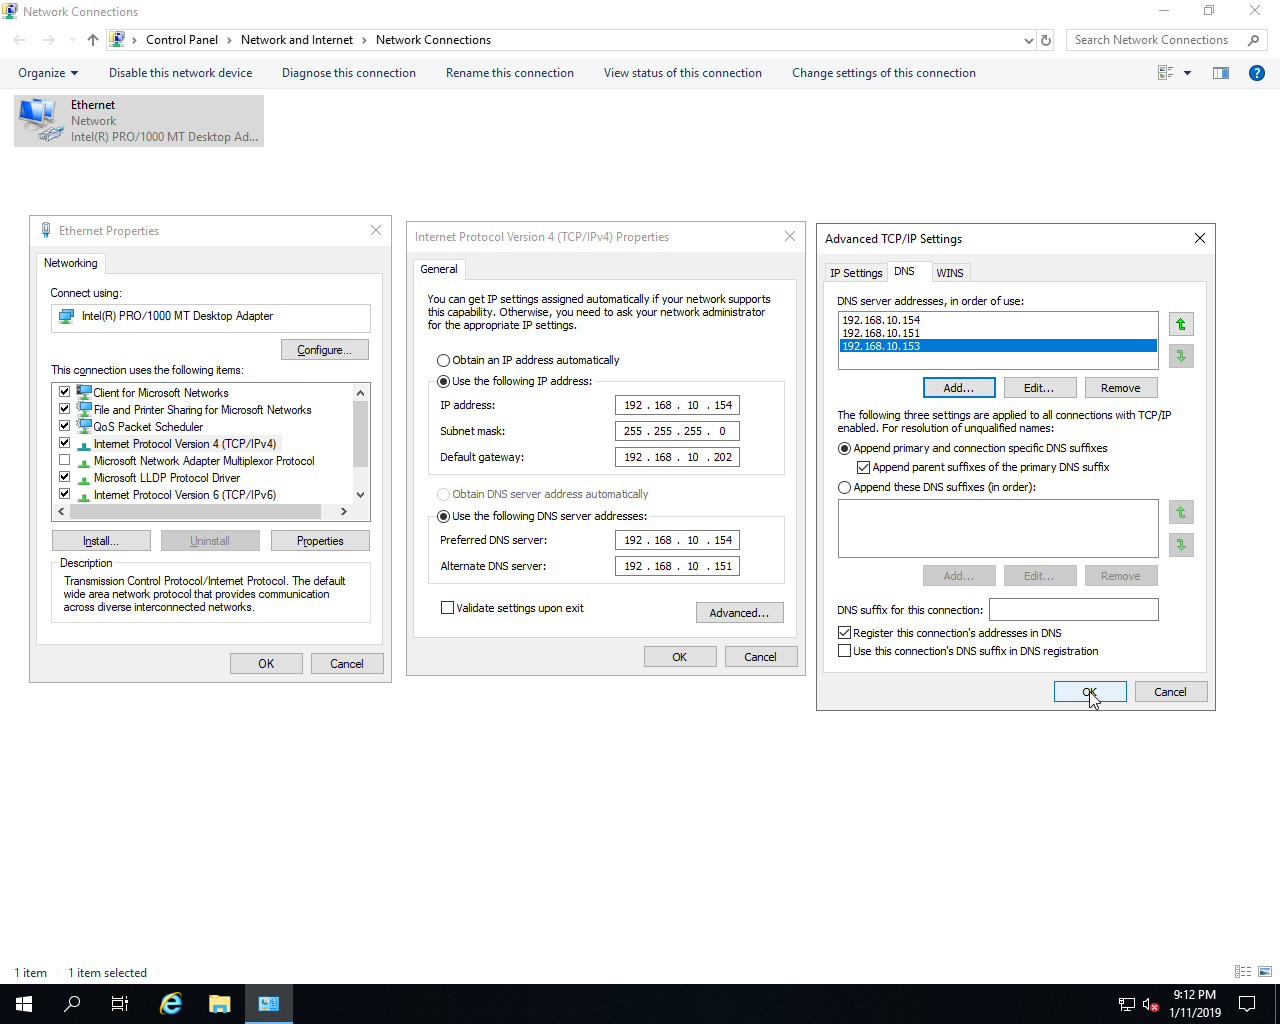 Network Connections
Control Panel
Network and Internet
Network Connections
Search Network Connections
Organize
Disable this network device
Diagnose this connection
Rename this connection
View status of this connection
Change settings of this connection
?
Ethernet
Network
Intel(R) PRO/1000 MT Desktop Ad...
Ethernet Properties
Networking
Connect using:
Intel(R) PRO/1000 MT Desktop Adapter
Configure...
This connection uses the following items:
Client for Microsoft Networks
File and Printer Sharing for Microsoft Networks
QoS Packet Scheduler
Internet Protocol Version 4 (TCP/IPv4)
Microsoft Network Adapter Multiplexor Protocol
Microsoft LLDP Protocol Driver
Internet Protocol Version 6 (TCP/IPv6)
Install...
Uninstall
Properties
Description
Transmission Control Protocol/Internet Protocol. The default
wide area network protocol that provides communication
across diverse interconnected networks.
OK
Cancel
Internet Protocol Version 4 (TCP/IPv4) Properties
General
You can get IP settings assigned automatically if your network supports
this capability. Otherwise, you need to ask your network administrator
for the appropriate IP settings.
Obtain an IP address automatically
Use the following IP address:
IP address:
192 . 168 . 10 . 154
Subnet mask:
255 . 255 . 255 . 0
Default gateway:
192 . 168 . 10 . 202
Obtain DNS server address automatically
Use the following DNS server addresses:
Preferred DNS server:
192 . 168 . 10 . 154
Alternate DNS server:
192 . 168 . 10 . 151
Validate settings upon exit
Advanced...
OK
Cancel
Advanced TCP/IP Settings
IP Settings
DNS
WINS
DNS server addresses, in order of use:
192.168.10.154
192.168.10.151
192.168.10.153
Add...
Edit...
Remove
The following three settings are applied to all connections with TCP/IP
enabled. For resolution of unqualified names:
Append primary and connection specific DNS suffixes
Append parent suffixes of the primary DNS suffix
Append these DNS suffixes (in order):
Add...
Edit...
Remove
DNS suffix for this connection:
Register this connection's addresses in DNS
Use this connection's DNS suffix in DNS registration
OK
Cancel
1 item
1 item selected
9:12 PM
1/11/2019